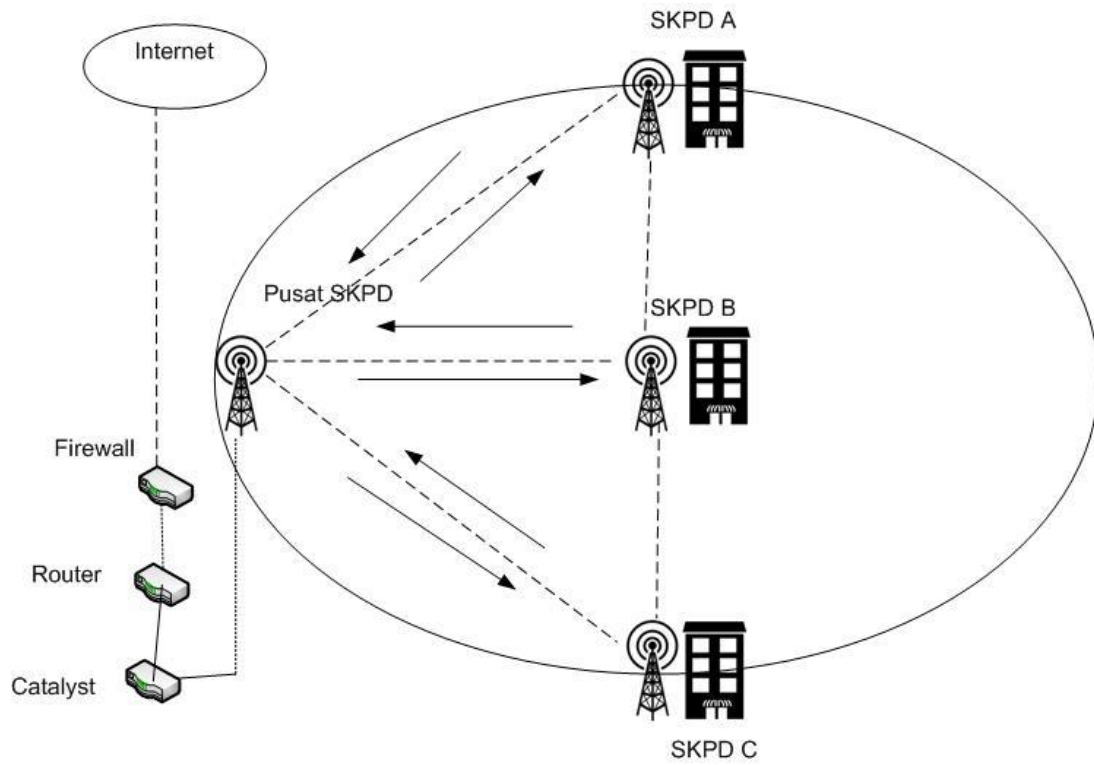 SKPD A
Internet
Pusat SKPD
SKPD B
Firewall
Router
Catalyst
SKPD C